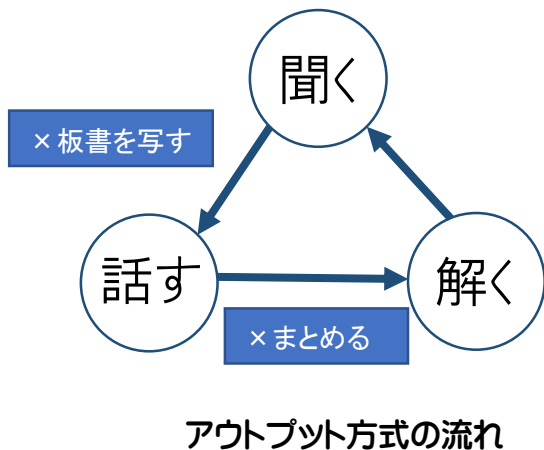 聞く
×板書を写す
話す
解く
×まとめる
アウトプット方式の流れ